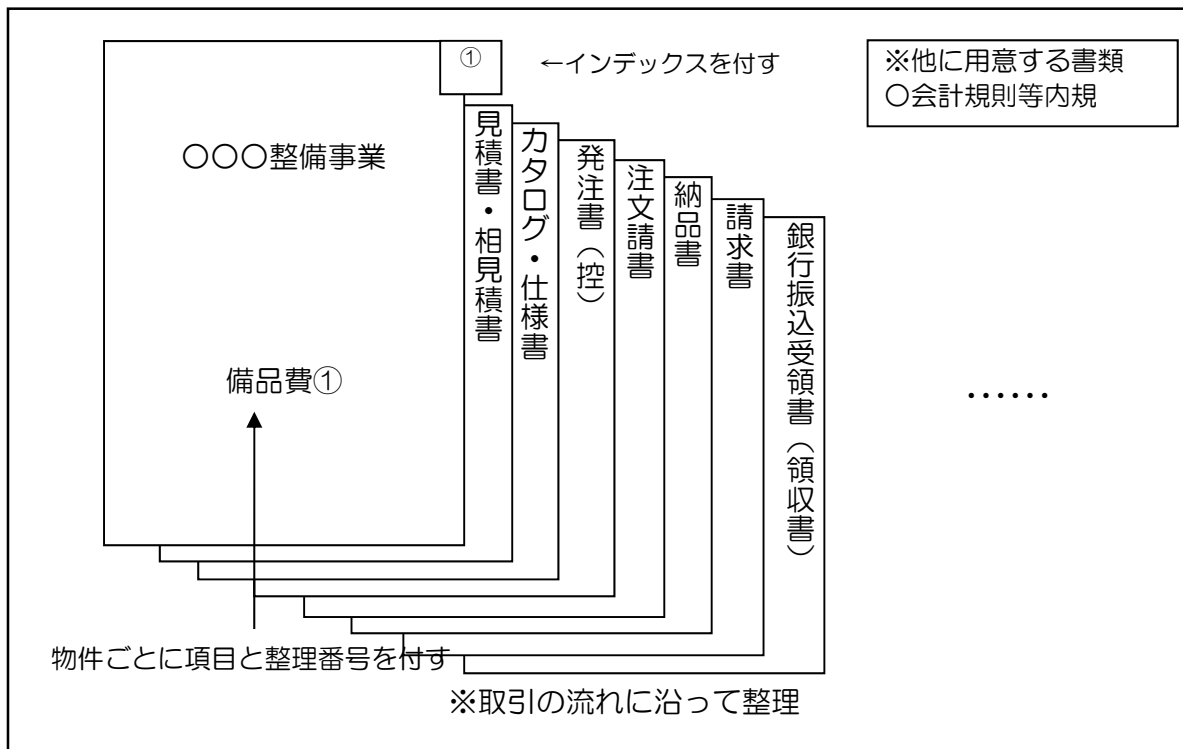 ①
←インデックスを付す
※他に用意する書類
〇会計規則等内規
〇〇〇整備事業
見積書・相見積書
カタログ・仕様書
発注書（控）
注文請書
納品書
請求書
銀行振込受領書（領収書）
備品費①
・・・・・・
物件ごとに項目と整理番号を付す
※取引の流れに沿って整理